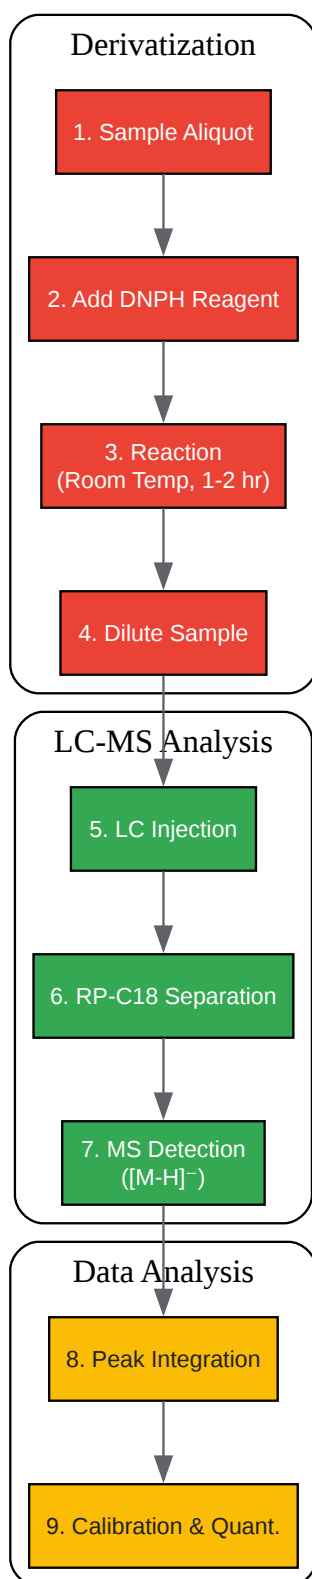 Derivatization
1. Sample Aliquot
2. Add DNPH Reagent
3. Reaction
(Room Temp, 1-2 hr)
4. Dilute Sample
LC-MS Analysis
5. LC Injection
6. RP-C18 Separation
7. MS Detection
([M-H]⁻)
Data Analysis
8. Peak Integration
9. Calibration & Quant.